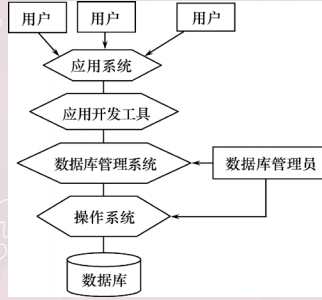 用户 用户 用户
应用系统
应用开发工具
数据库管理系统 数据库管理员
操作系统
数据库